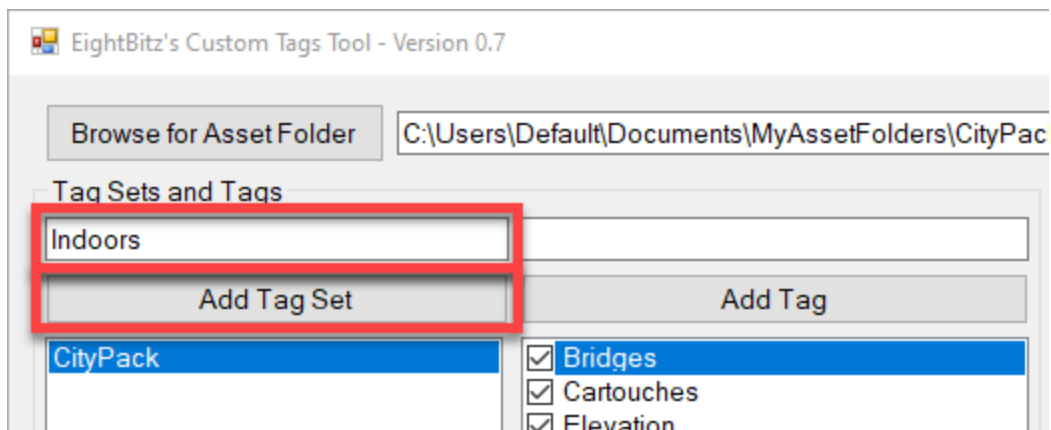 EightBitz's Custom Tags Tool - Version 0.7
Browse for Asset Folder C:\Users\Default\Documents\MyAssetFolders\CityPac
Tag Sets and Tags
Indoors
Add Tag Set Add Tag
CityPack Bridges
Cartouches
Elevation